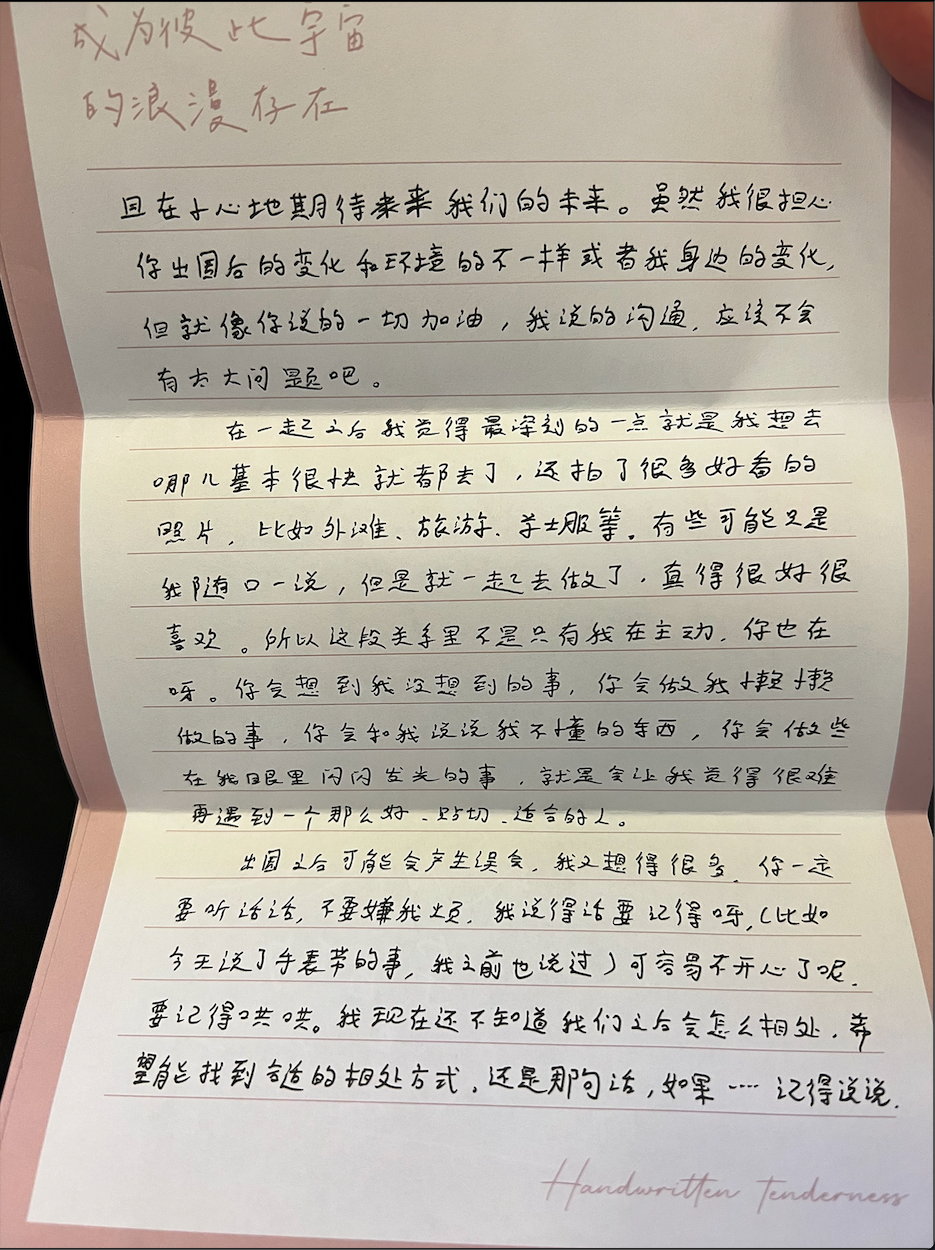 成为彼此宇宙
的浪漫存在
且在小心地期待未来我们的未来。虽然我很担心
你出国后的变化和环境的不一样或者我身边的变化,
但就像你说的一切加油,我说的沟通,应该不会
有太大问题吧。
在一起之后我觉得最深刻的一点就是我想去
哪儿基本很快就都去了,还拍了很多好看的
照片,比如外滩、旅游、学士服等。有些可能只是
我随口一说,但是就一起去做了,真得很好很
喜欢。所以这段关系里不是只有我在主动,你也在
呀。你会想到我没想到的事,你会做我懒懒
做的事,你会和我说说我不懂的东西,你会做些
在我眼里闪闪发光的事,就是会让我觉得很难
再遇到一个那么好、贴切、适合的人。
出国之后可能会产生误会,我又想得很多,你一定
要听话话,不要嫌我烦,我说得话要记得呀,(比如
今天说了手表带的事,我之前也说过)可容易不开心了呢,
要记得哄哄。我现在还不知道我们之后会怎么相处,希
望能找到合适的相处方式,还是那句话,如果……记得说说.
Handwritten tenderness